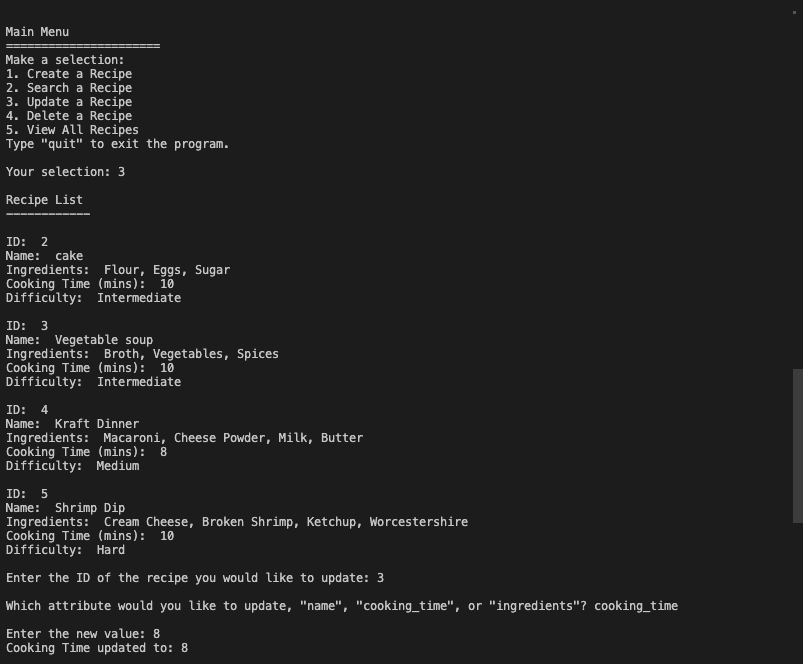 Main Menu
======================
Make a selection:
1. Create a Recipe
2. Search a Recipe
3. Update a Recipe
4. Delete a Recipe
5. View All Recipes
Type "quit" to exit the program.
Your selection: 3
Recipe List
------------
ID:  2
Name:  cake
Ingredients:  Flour, Eggs, Sugar
Cooking Time (mins):  10
Difficulty:  Intermediate
ID:  3
Name:  Vegetable soup
Ingredients:  Broth, Vegetables, Spices
Cooking Time (mins):  10
Difficulty:  Intermediate
ID:  4
Name:  Kraft Dinner
Ingredients:  Macaroni, Cheese Powder, Milk, Butter
Cooking Time (mins):  8
Difficulty:  Medium
ID:  5
Name:  Shrimp Dip
Ingredients:  Cream Cheese, Broken Shrimp, Ketchup, Worcestershire
Cooking Time (mins):  10
Difficulty:  Hard
Enter the ID of the recipe you would like to update: 3
Which attribute would you like to update, "name", "cooking_time", or "ingredients"? cooking_time
Enter the new value: 8
Cooking Time updated to: 8